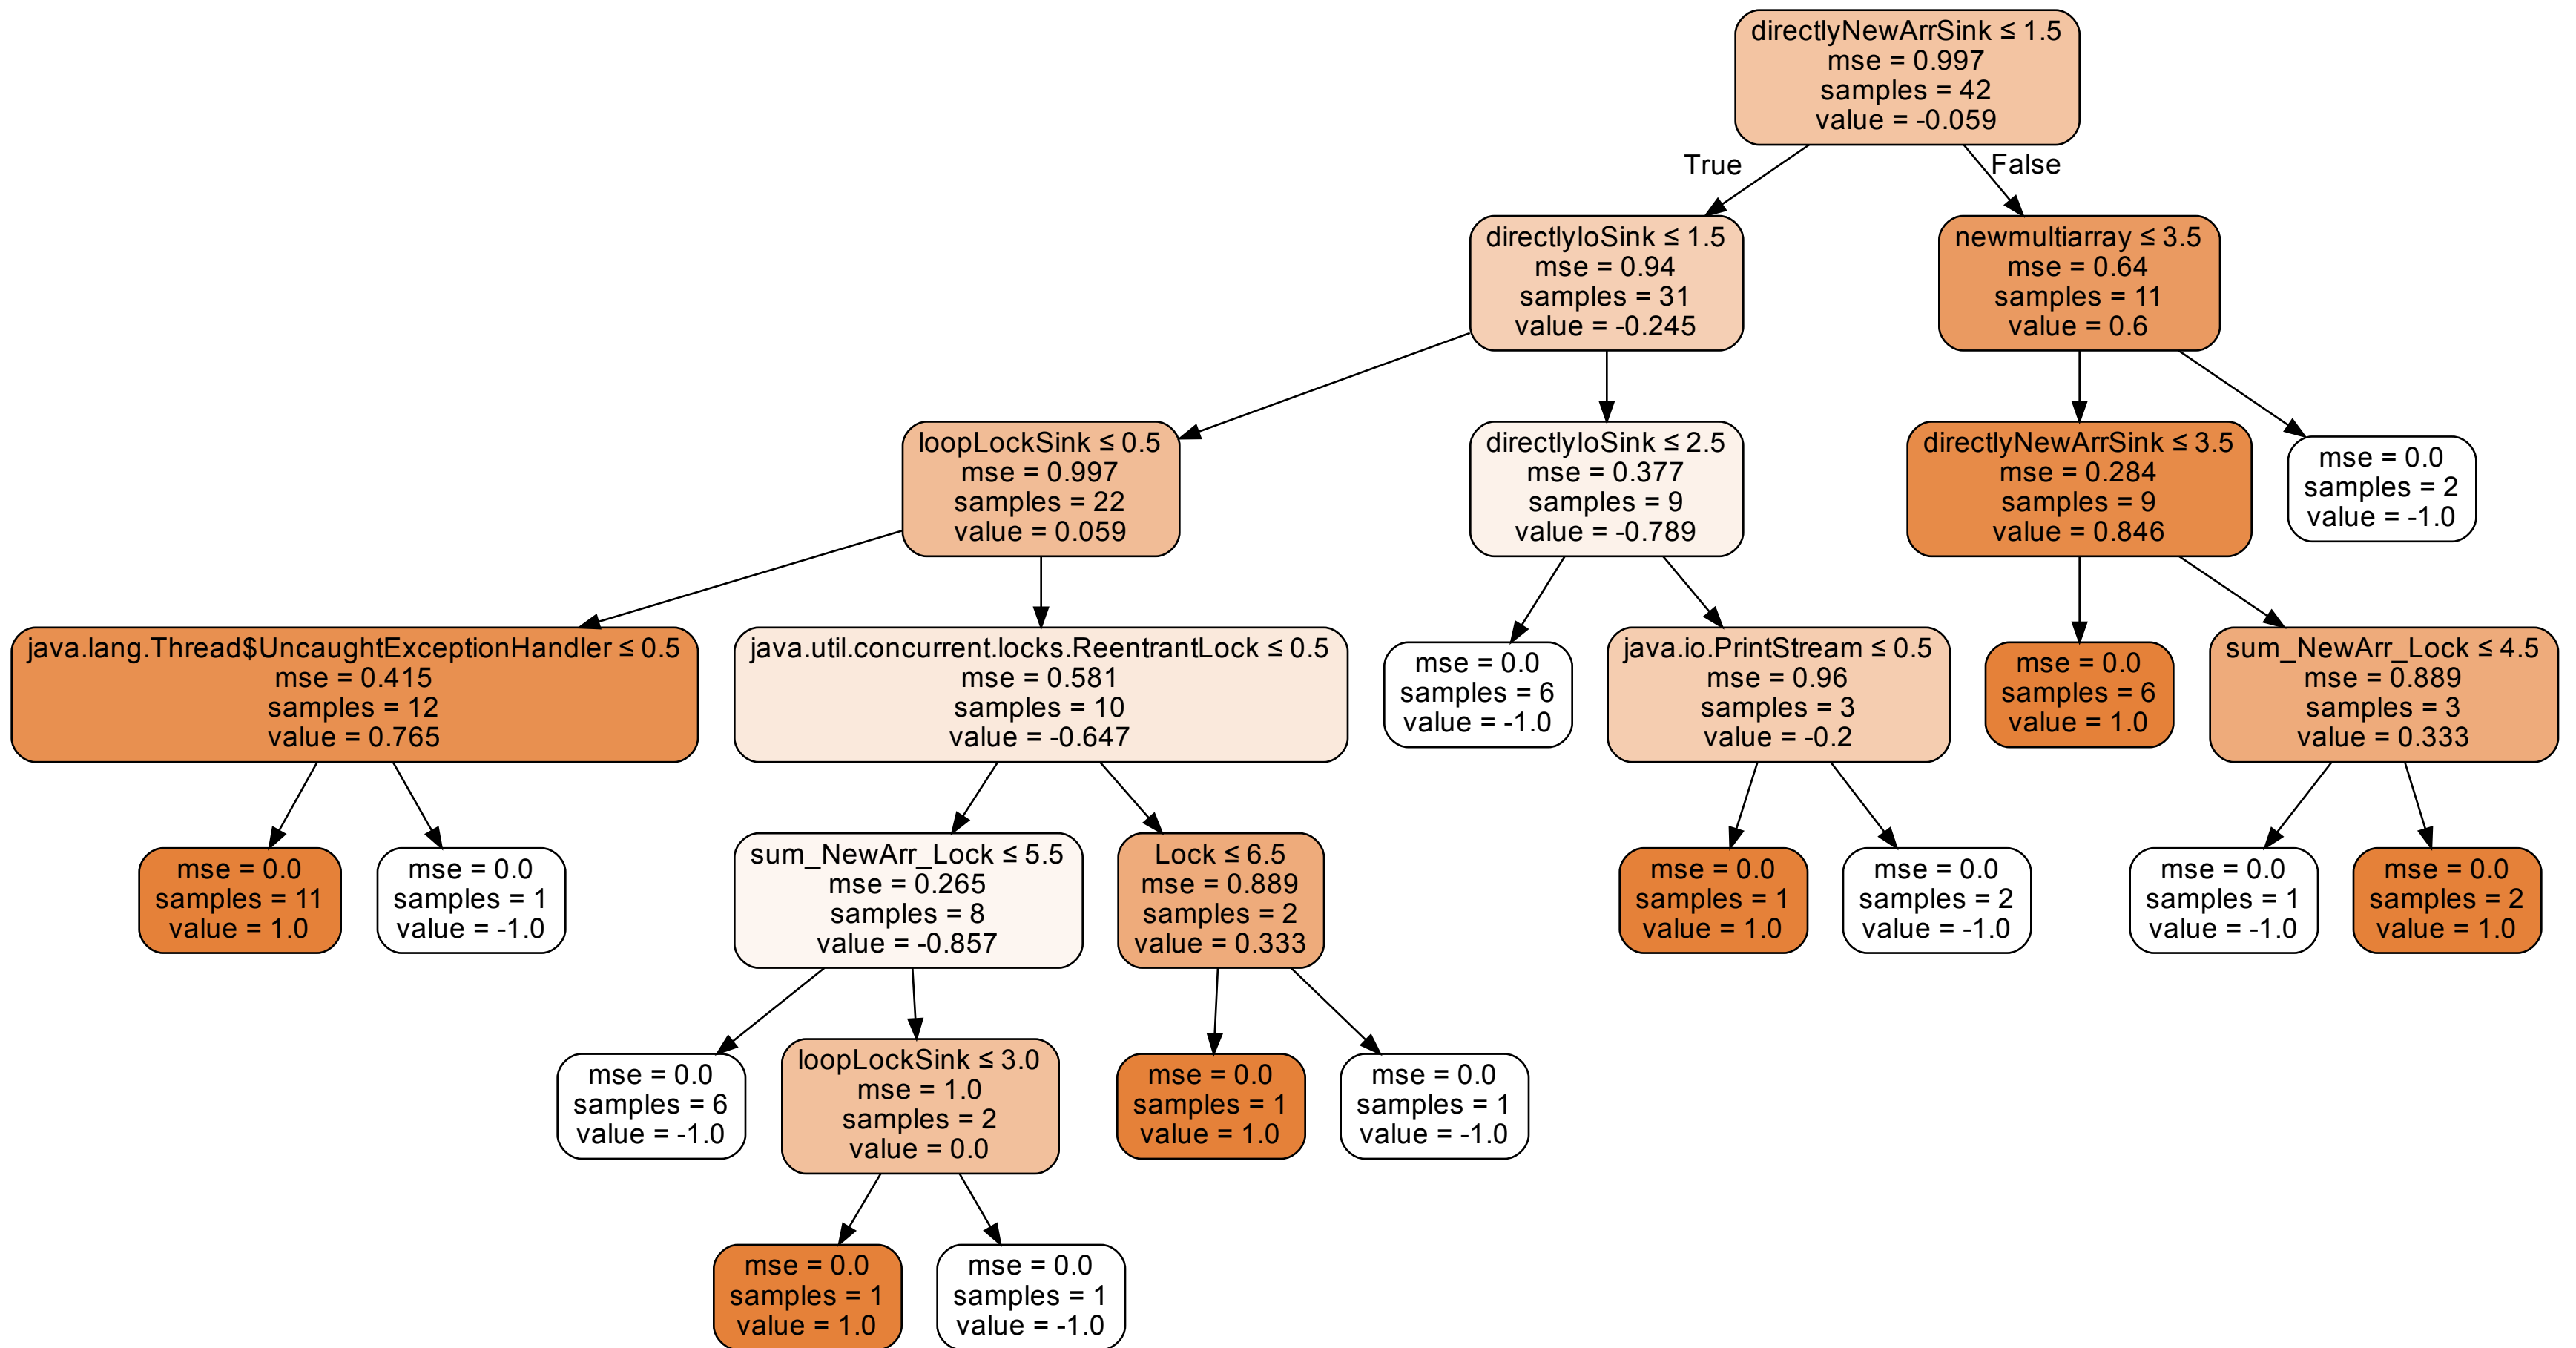 directlyNewArrSink ≤ 1.5
mse = 0.997
samples = 42
value = -0.059
True
False
directlyIoSink ≤ 1.5
mse = 0.94
samples = 31
value = -0.245
newmultiarray ≤ 3.5
mse = 0.64
samples = 11
value = 0.6
loopLockSink ≤ 0.5
mse = 0.997
samples = 22
value = 0.059
directlyIoSink ≤ 2.5
mse = 0.377
samples = 9
value = -0.789
directlyNewArrSink ≤ 3.5
mse = 0.284
samples = 9
value = 0.846
mse = 0.0
samples = 2
value = -1.0
java.lang.Thread$UncaughtExceptionHandler ≤ 0.5
mse = 0.415
samples = 12
value = 0.765
java.util.concurrent.locks.ReentrantLock ≤ 0.5
mse = 0.581
samples = 10
value = -0.647
mse = 0.0
samples = 6
value = -1.0
java.io.PrintStream ≤ 0.5
mse = 0.96
samples = 3
value = -0.2
mse = 0.0
samples = 6
value = 1.0
sum_NewArr_Lock ≤ 4.5
mse = 0.889
samples = 3
value = 0.333
mse = 0.0
samples = 11
value = 1.0
mse = 0.0
samples = 1
value = -1.0
sum_NewArr_Lock ≤ 5.5
mse = 0.265
samples = 8
value = -0.857
Lock ≤ 6.5
mse = 0.889
samples = 2
value = 0.333
mse = 0.0
samples = 1
value = 1.0
mse = 0.0
samples = 2
value = -1.0
mse = 0.0
samples = 1
value = -1.0
mse = 0.0
samples = 2
value = 1.0
mse = 0.0
samples = 6
value = -1.0
loopLockSink ≤ 3.0
mse = 1.0
samples = 2
value = 0.0
mse = 0.0
samples = 1
value = 1.0
mse = 0.0
samples = 1
value = -1.0
mse = 0.0
samples = 1
value = 1.0
mse = 0.0
samples = 1
value = -1.0